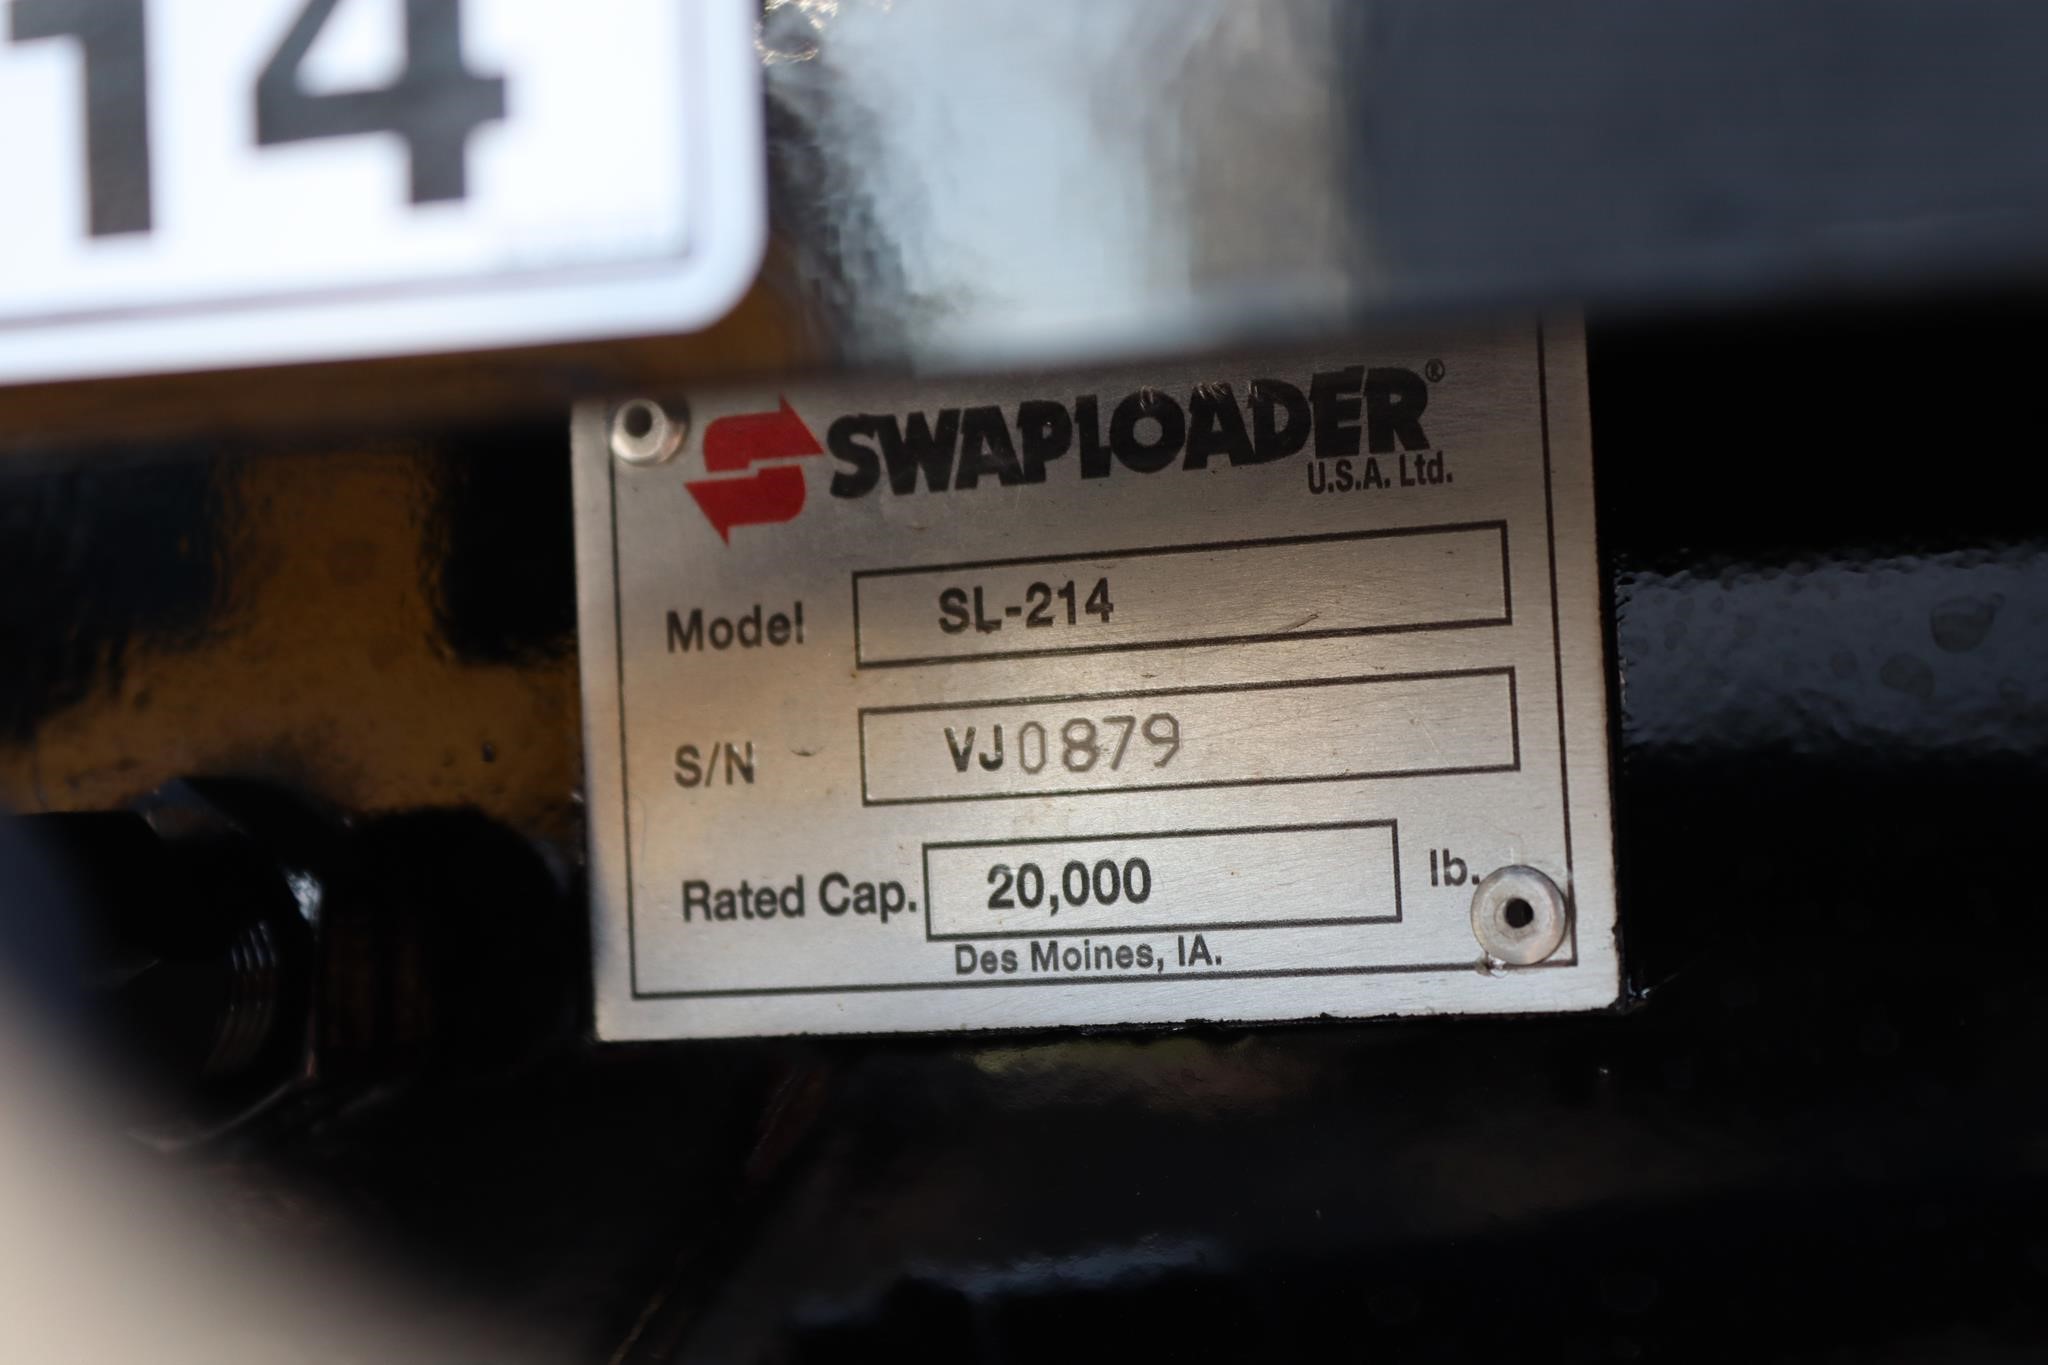 14
SWAPLOADER®
U.S.A. Ltd.
Model SL-214
S/N VJ0879
Rated Cap. 20,000 lb.
Des Moines, IA.